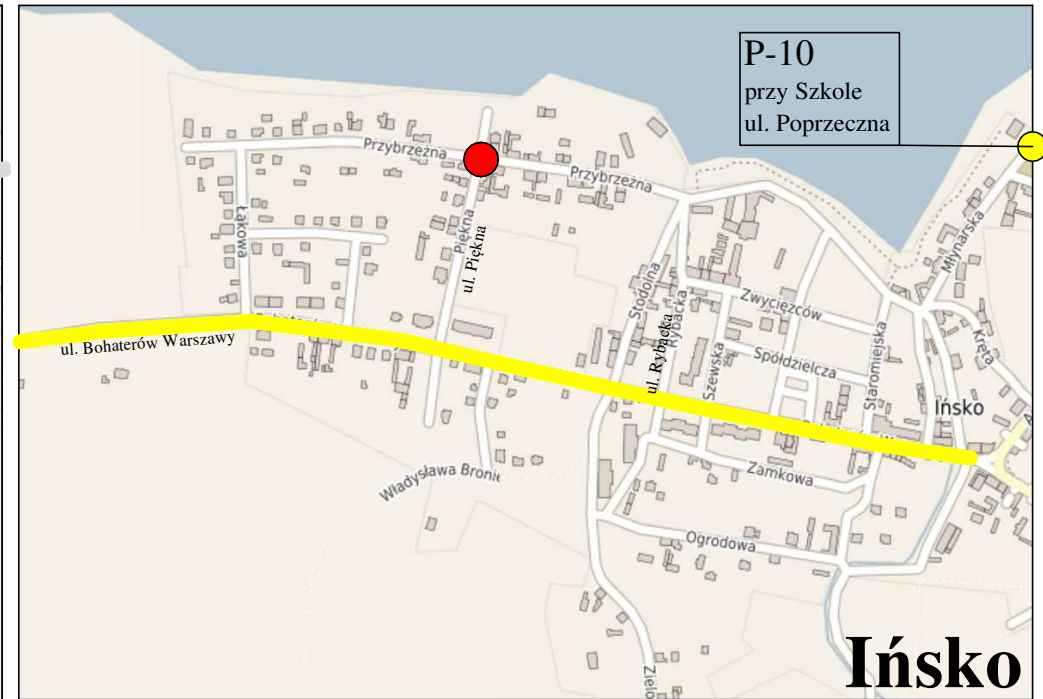 P-10
przy Szkole
ul. Poprzeczna
Przybrzeżna
Przybrzeżna
Łąkowa
Piękna
ul. Piękna
Młynarska
Stodolna
Zwycięzców
Rybacka
ul. Rybacka
Kręta
ul. Bohaterów Warszawy
Spółdzielcza
Szewska
Staromiejska
Ińsko
Władysława Bronie
Zamkowa
Ogrodowa
Zielo
Ińsko